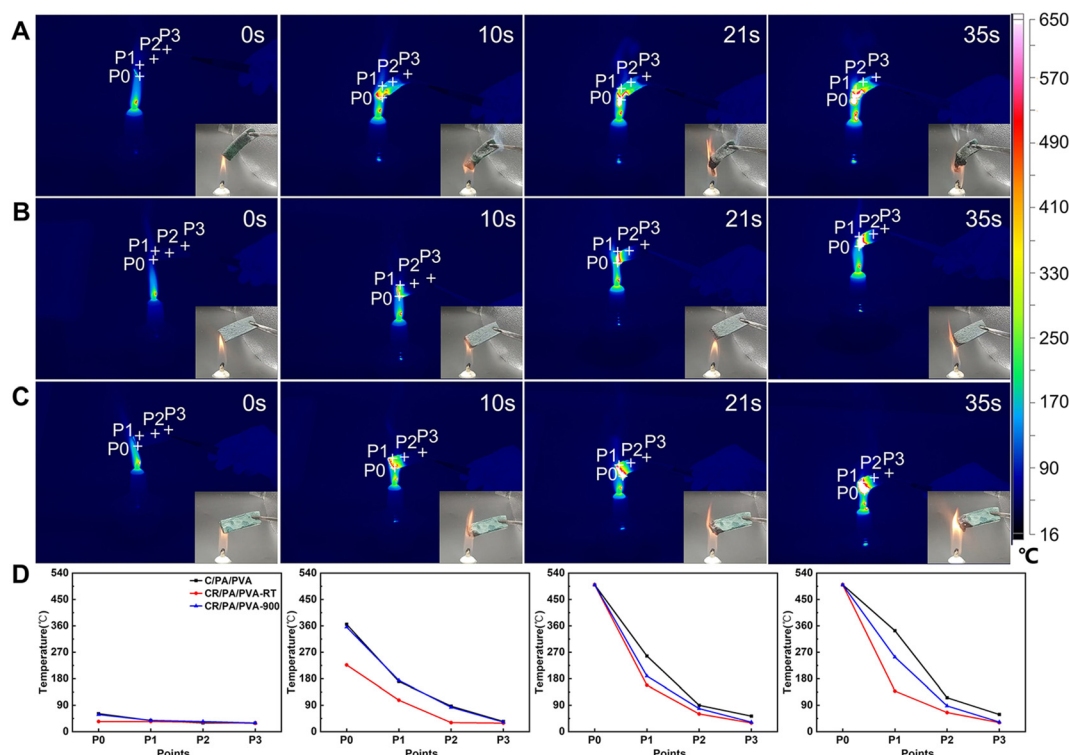 A
0s
P3
P2
P1
P0
10s
P3
P2
P1
P0
21s
P3
P2
P1
P0
35s
P3
P2
P1
P0
650
570
490
410
330
250
170
90
16
℃
B
0s
P3
P2
P1
P0
10s
P3
P2
P1
P0
21s
P3
P2
P1
P0
35s
P3
P2
P1
P0
C
0s
P2 P3
P1
P0
10s
P2 P3
P1
P0
21s
P3
P2
P1
P0
35s
P3
P2
P1
P0
D
Temperature(℃)
540
450
360
270
180
90
0
C/PA/PVA
CR/PA/PVA-RT
CR/PA/PVA-900
P0 P1 P2 P3
Points
Temperature(℃)
540
450
360
270
180
90
0
P0 P1 P2 P3
Points
Temperature(℃)
540
450
360
270
180
90
0
P0 P1 P2 P3
Points
Temperature(℃)
540
450
360
270
180
90
0
P0 P1 P2 P3
Points